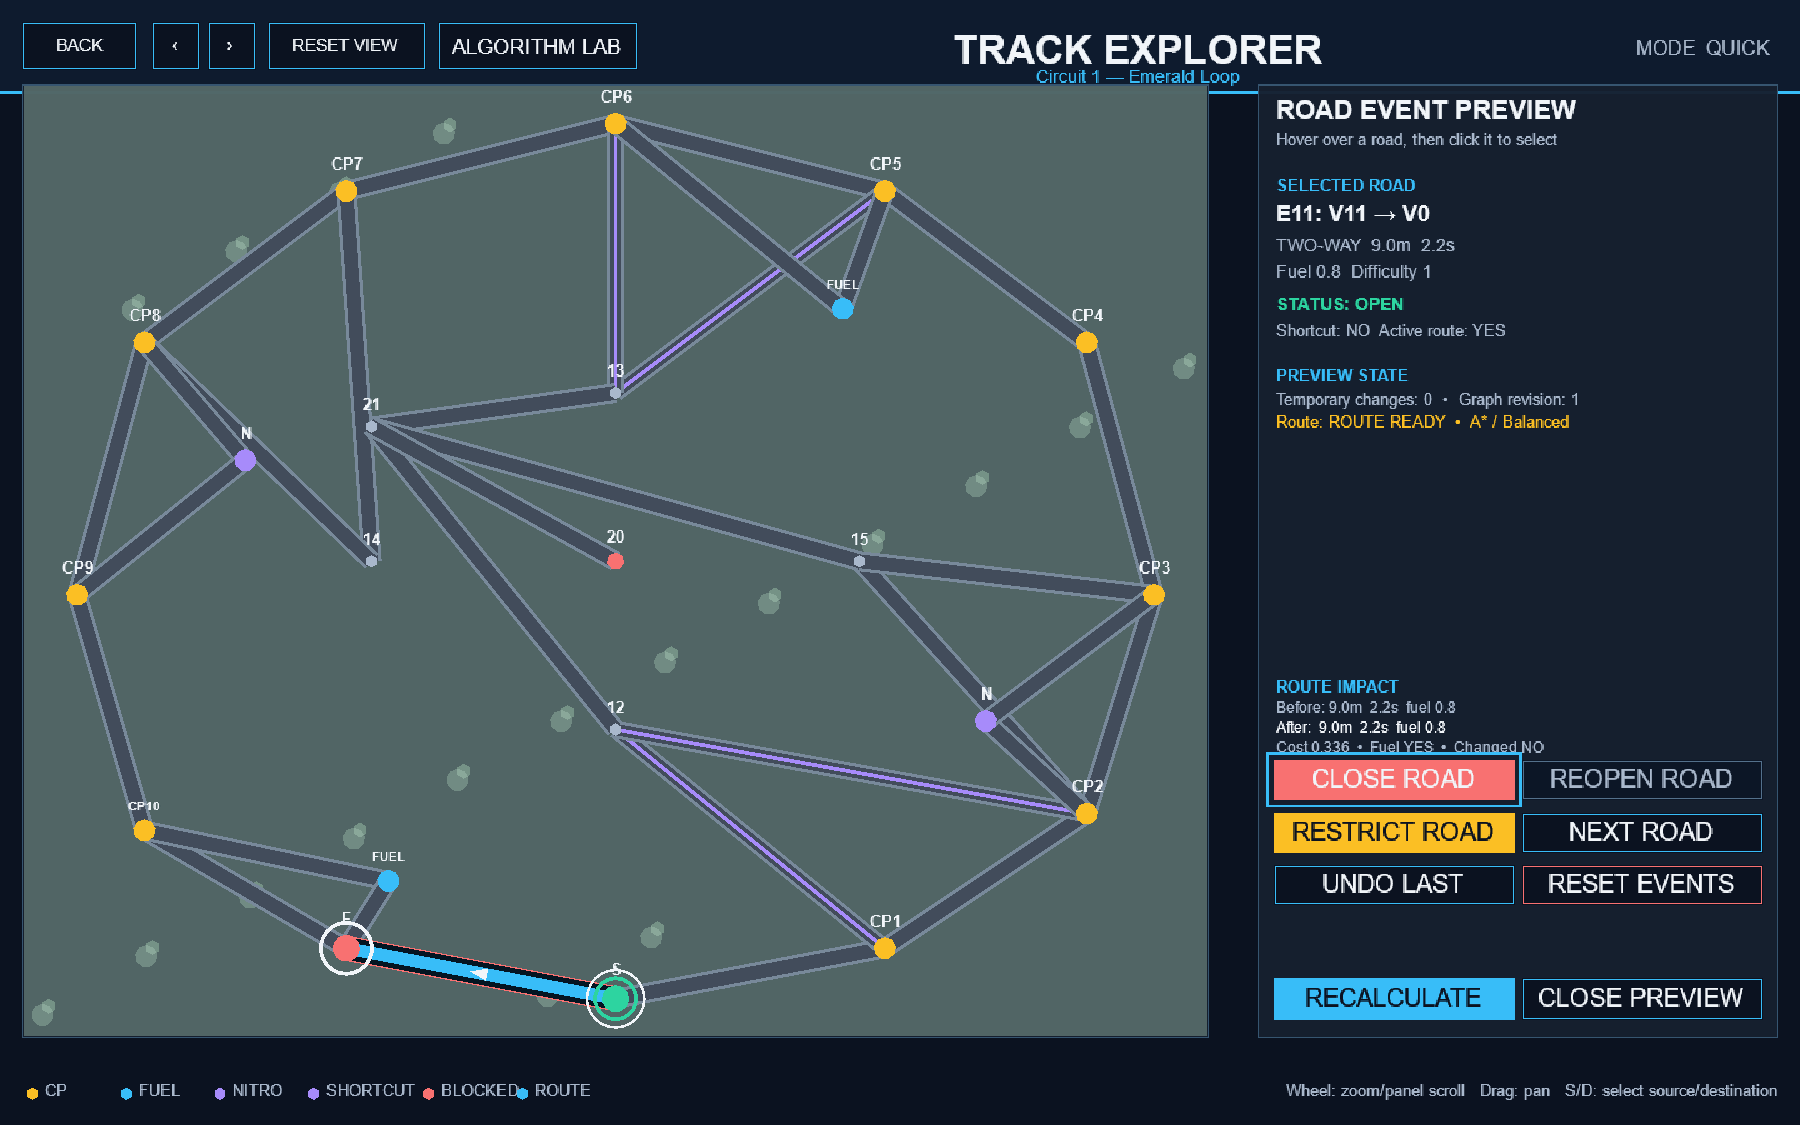 BACK
‹
›
RESET VIEW
ALGORITHM LAB
TRACK EXPLORER
Circuit 1 — Emerald Loop
MODE QUICK
CP6
CP7
CP5
FUEL
CP8
CP4
13
21
N
14
20
15
CP9
CP3
N
12
CP2
CP10
FUEL
CP1
F
S
ROAD EVENT PREVIEW
Hover over a road, then click it to select
SELECTED ROAD
E11: V11 → V0
TWO-WAY 9.0m 2.2s
Fuel 0.8 Difficulty 1
STATUS: OPEN
Shortcut: NO Active route: YES
PREVIEW STATE
Temporary changes: 0 • Graph revision: 1
Route: ROUTE READY • A* / Balanced
ROUTE IMPACT
Before: 9.0m 2.2s fuel 0.8
After: 9.0m 2.2s fuel 0.8
Cost 0.336 • Fuel YES • Changed NO
CLOSE ROAD
REOPEN ROAD
RESTRICT ROAD
NEXT ROAD
UNDO LAST
RESET EVENTS
RECALCULATE
CLOSE PREVIEW
CP
FUEL
NITRO
SHORTCUT
BLOCKED
ROUTE
Wheel: zoom/panel scroll Drag: pan S/D: select source/destination